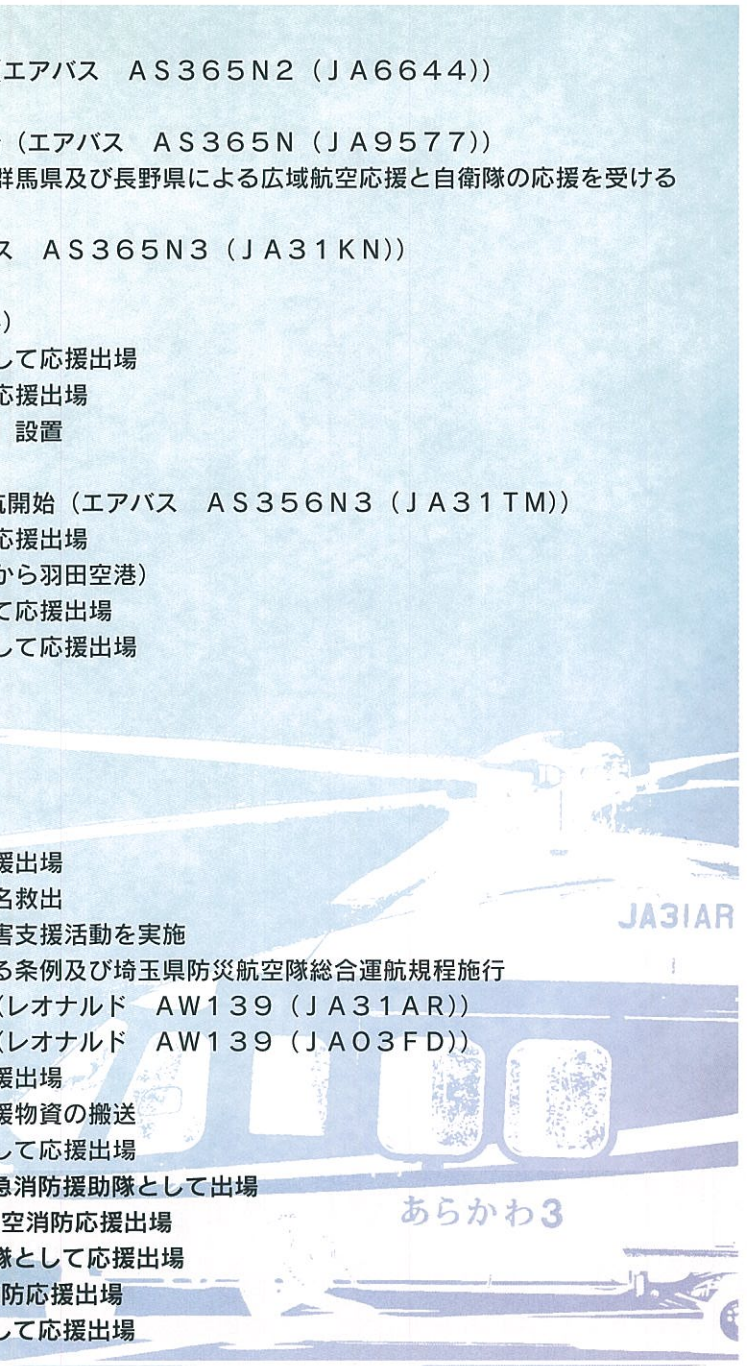 (エアバス　ＡＳ３６５Ｎ２（ＪＡ６６４４））
（エアバス　ＡＳ３６５Ｎ（ＪＡ９５７７））
群馬県及び長野県による広域航空応援と自衛隊の応援を受ける
ス　ＡＳ３６５Ｎ３（ＪＡ３１ＫＮ））
）
して応援出場
応援出場
設置
開始（エアバス　ＡＳ３５６Ｎ３（ＪＡ３１ＴＭ））
応援出場
から羽田空港）
て応援出場
して応援出場
援出場
名救出
害支援活動を実施
る条例及び埼玉県防災航空隊総合運航規程施行
（レオナルド　ＡＷ１３９（ＪＡ３１ＡＲ））
（レオナルド　ＡＷ１３９（ＪＡ０３ＦＤ））
援出場
援物資の搬送
して応援出場
急消防援助隊として出場
空消防応援出場
隊として応援出場
防応援出場
して応援出場
JA31AR
あらかわ3